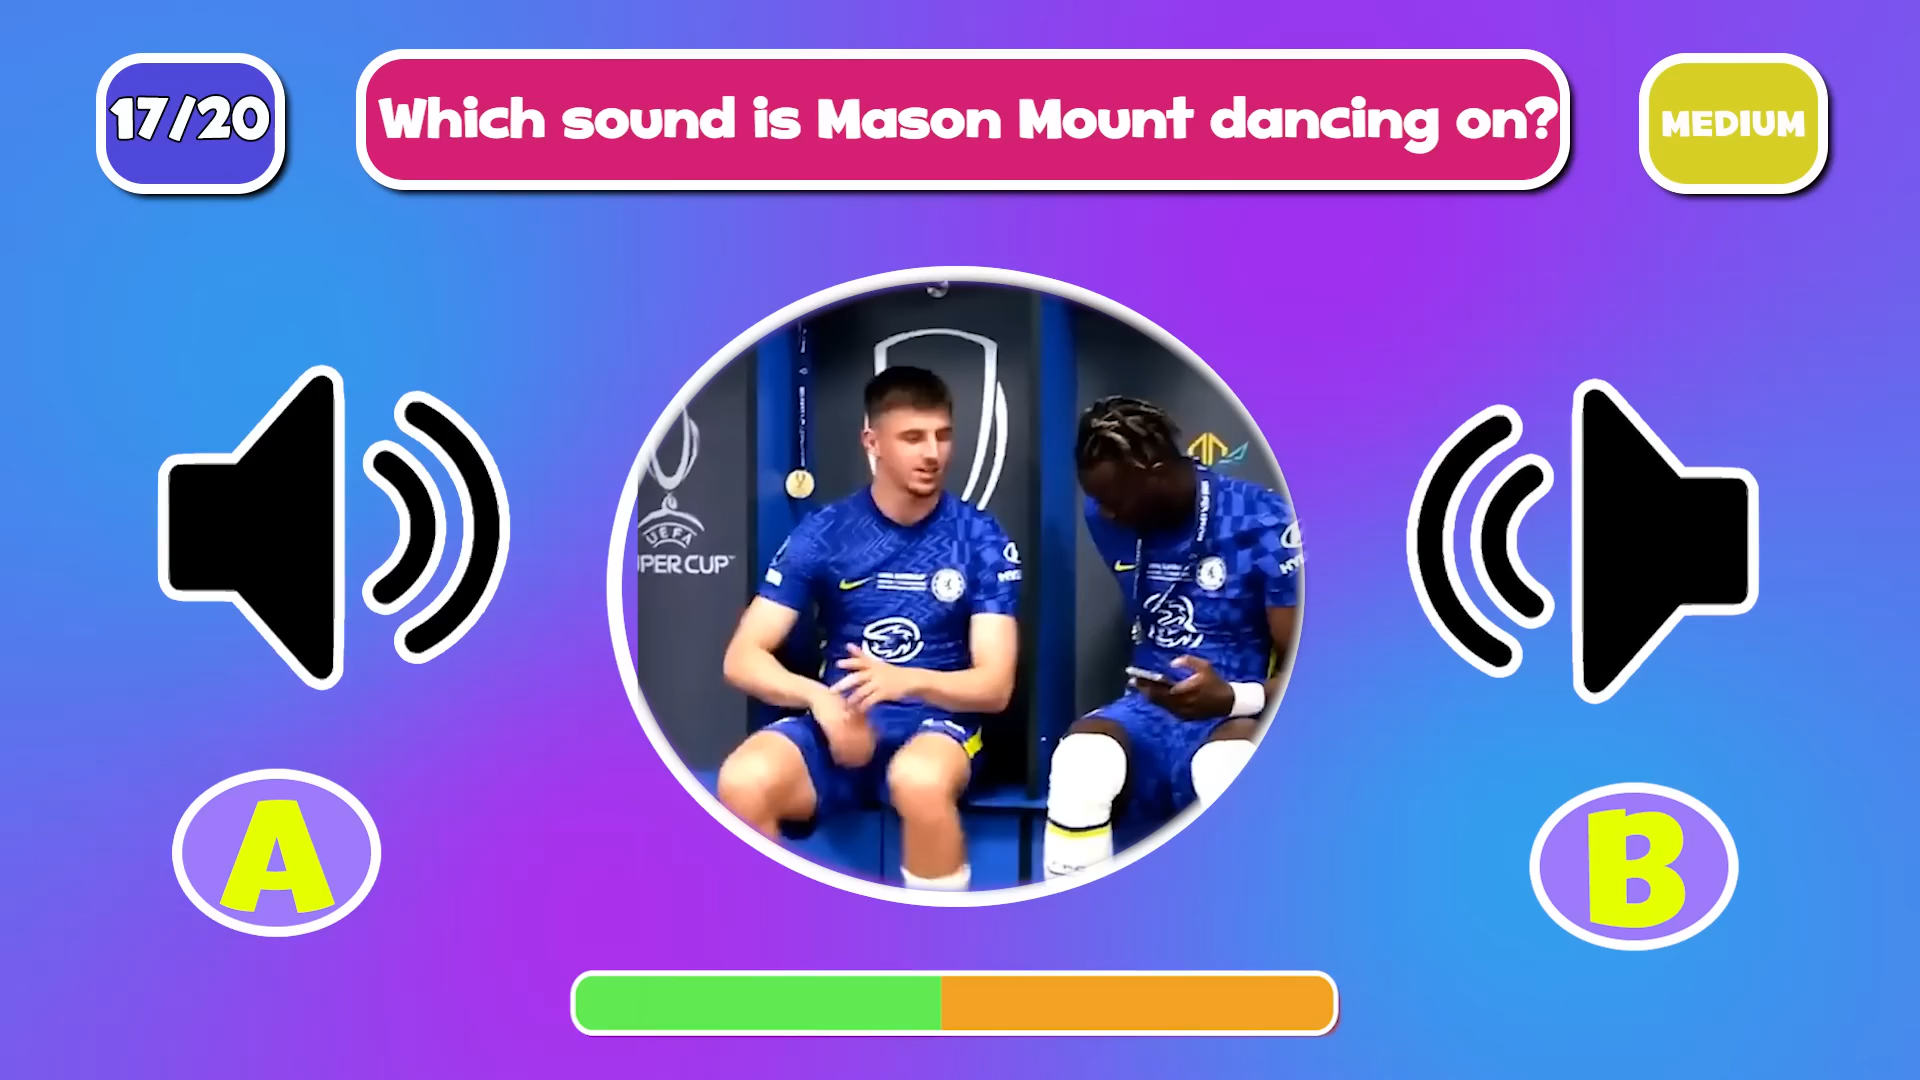 17/20
Which sound is Mason Mount dancing on?
MEDIUM
UEFA
PER CUP
A
B